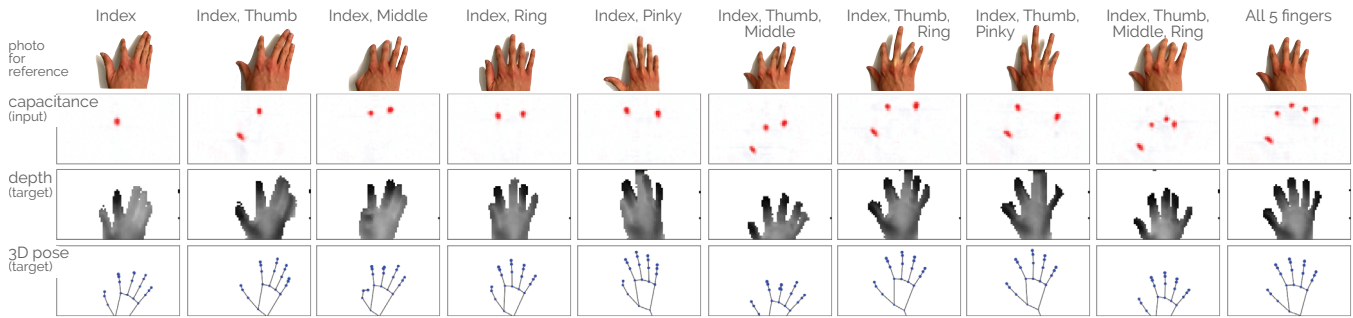 Index
Index, Thumb
Index, Middle
Index, Ring
Index, Pinky
Index, Thumb,
Middle
Index, Thumb,
Ring
Index, Thumb,
Pinky
Index, Thumb,
Middle, Ring
All 5 fingers
photo
for
reference
capacitance
(input)
depth
(target)
3D pose
(target)